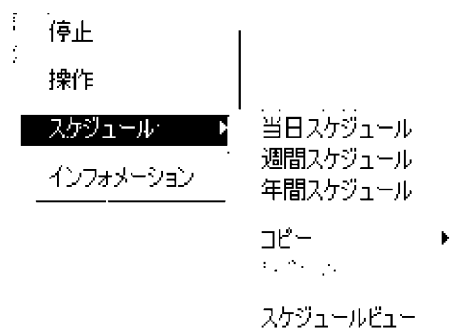 停止
操作
スケジュール
インフォメーション
当日スケジュール
週間スケジュール
年間スケジュール
コピー
スケジュールビュー